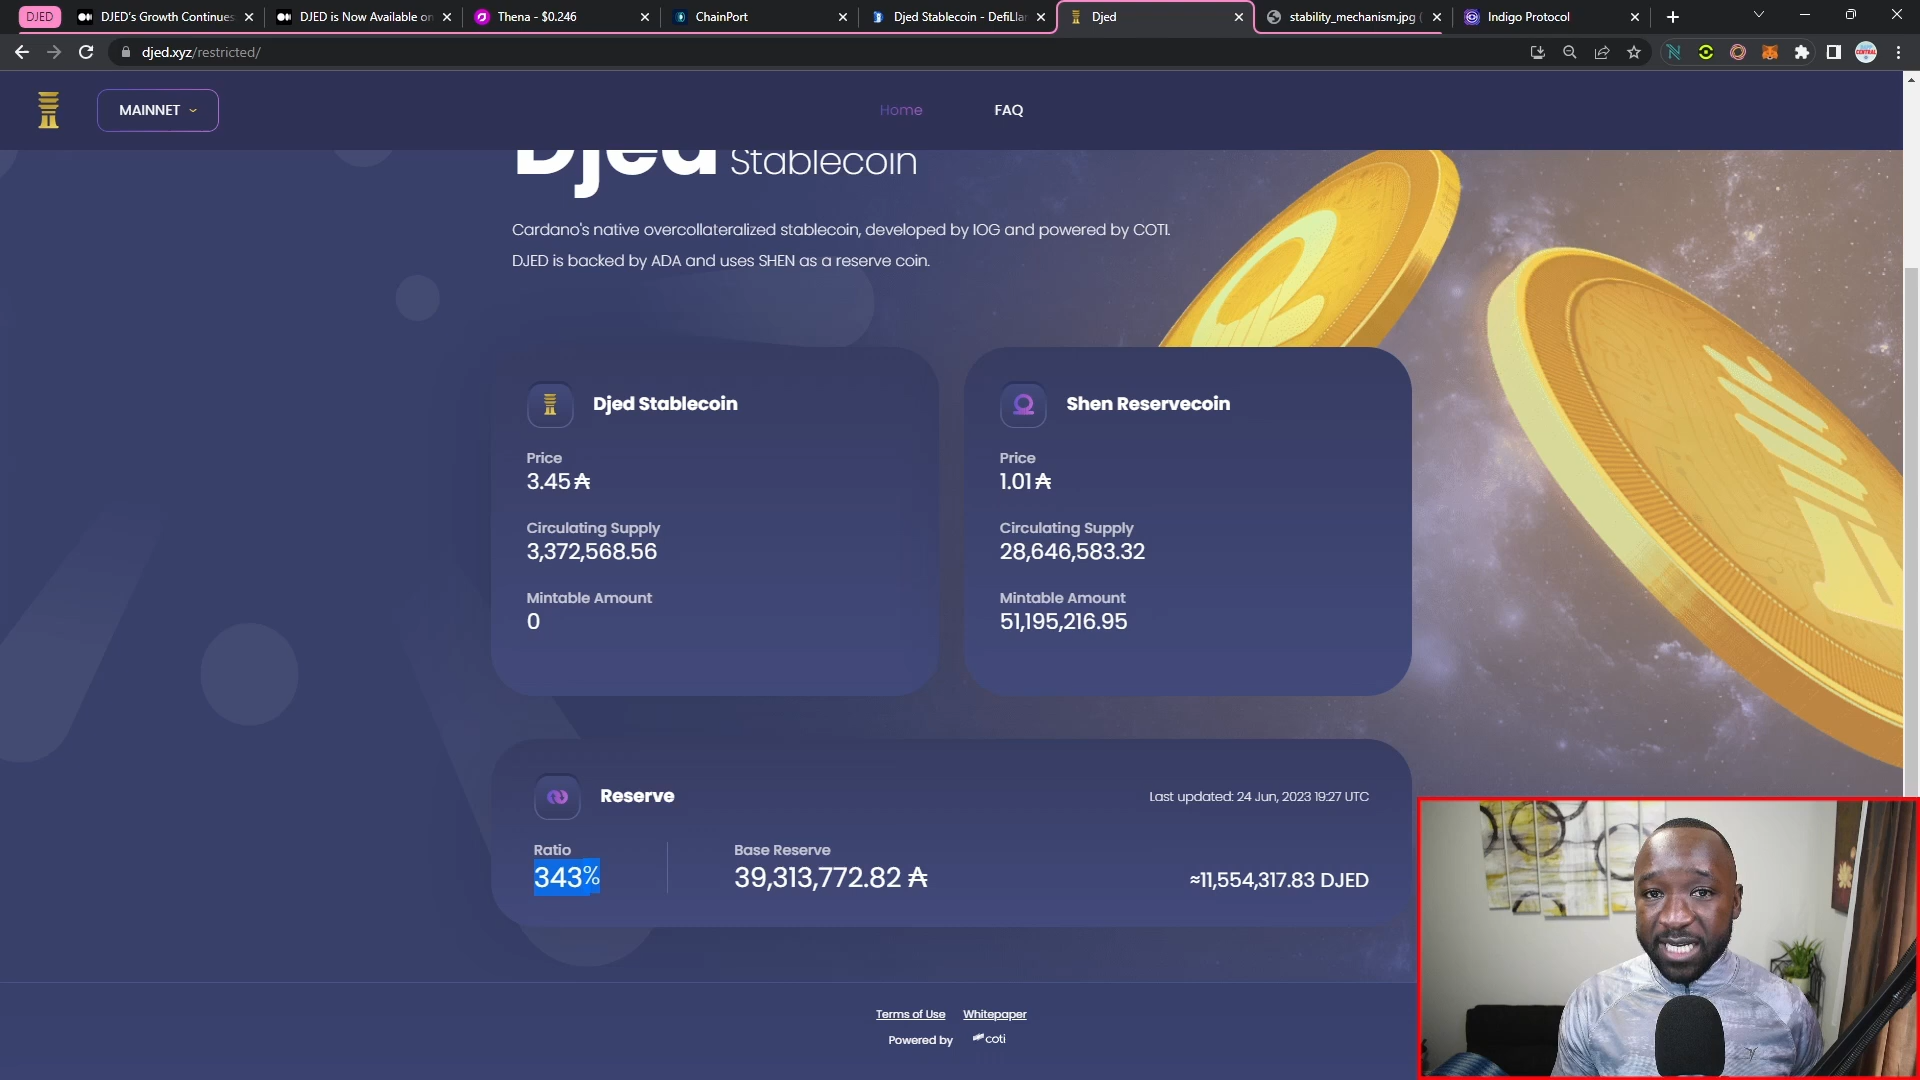 DJED
DJED's Growth Continues
DJED is Now Available on
Thena - $0.246
ChainPort
Djed Stablecoin - DefiLlar
Djed
stability_mechanism.jpg (
Indigo Protocol
djed.xyz/restricted/
MAINNET
Home
FAQ
Djed Stablecoin
Cardano's native overcollateralized stablecoin, developed by IOG and powered by COTI.
DJED is backed by ADA and uses SHEN as a reserve coin.
Djed Stablecoin
Price
3.45 ₳
Circulating Supply
3,372,568.56
Mintable Amount
0
Shen Reservecoin
Price
1.01 ₳
Circulating Supply
28,646,583.32
Mintable Amount
51,195,216.95
Reserve
Last updated: 24 Jun, 2023 19:27 UTC
Ratio
343%
Base Reserve
39,313,772.82 ₳
≈11,554,317.83 DJED
Terms of Use Whitepaper
Powered by coti